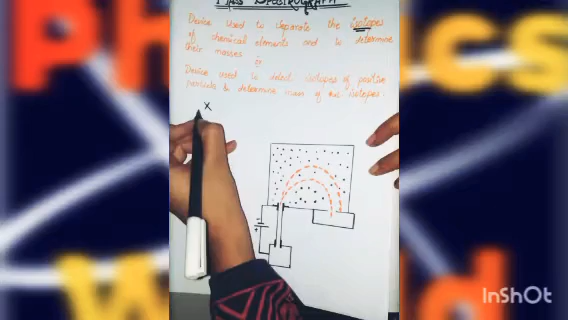 MASS SPECTROGRAPH
Device used to separate the isotopes
of chemical elements and to determine
their masses
or
Device used to detect isotopes of positive
particles & determine mass of the isotopes.
X
InShOt